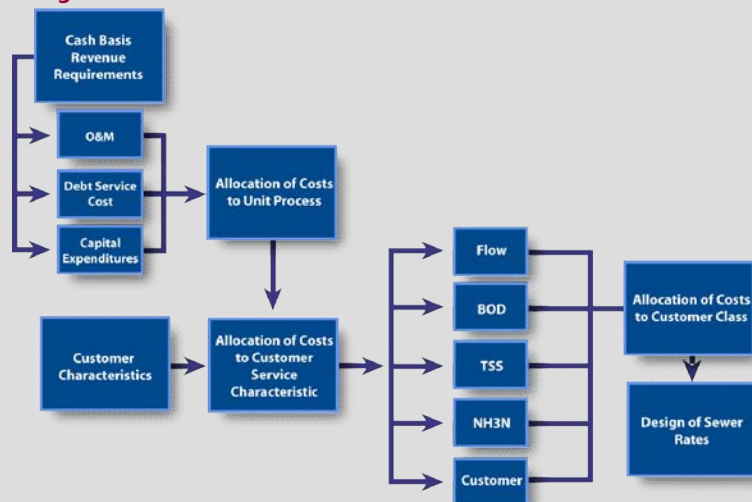 Cash Basis
Revenue
Requirements
O&M
Debt Service
Cost
Capital
Expenditures
Allocation of Costs
to Unit Process
Customer
Characteristics
Allocation of Costs
to Customer
Service
Characteristic
Flow
BOD
TSS
NH3N
Customer
Allocation of Costs
to Customer Class
Design of Sewer
Rates